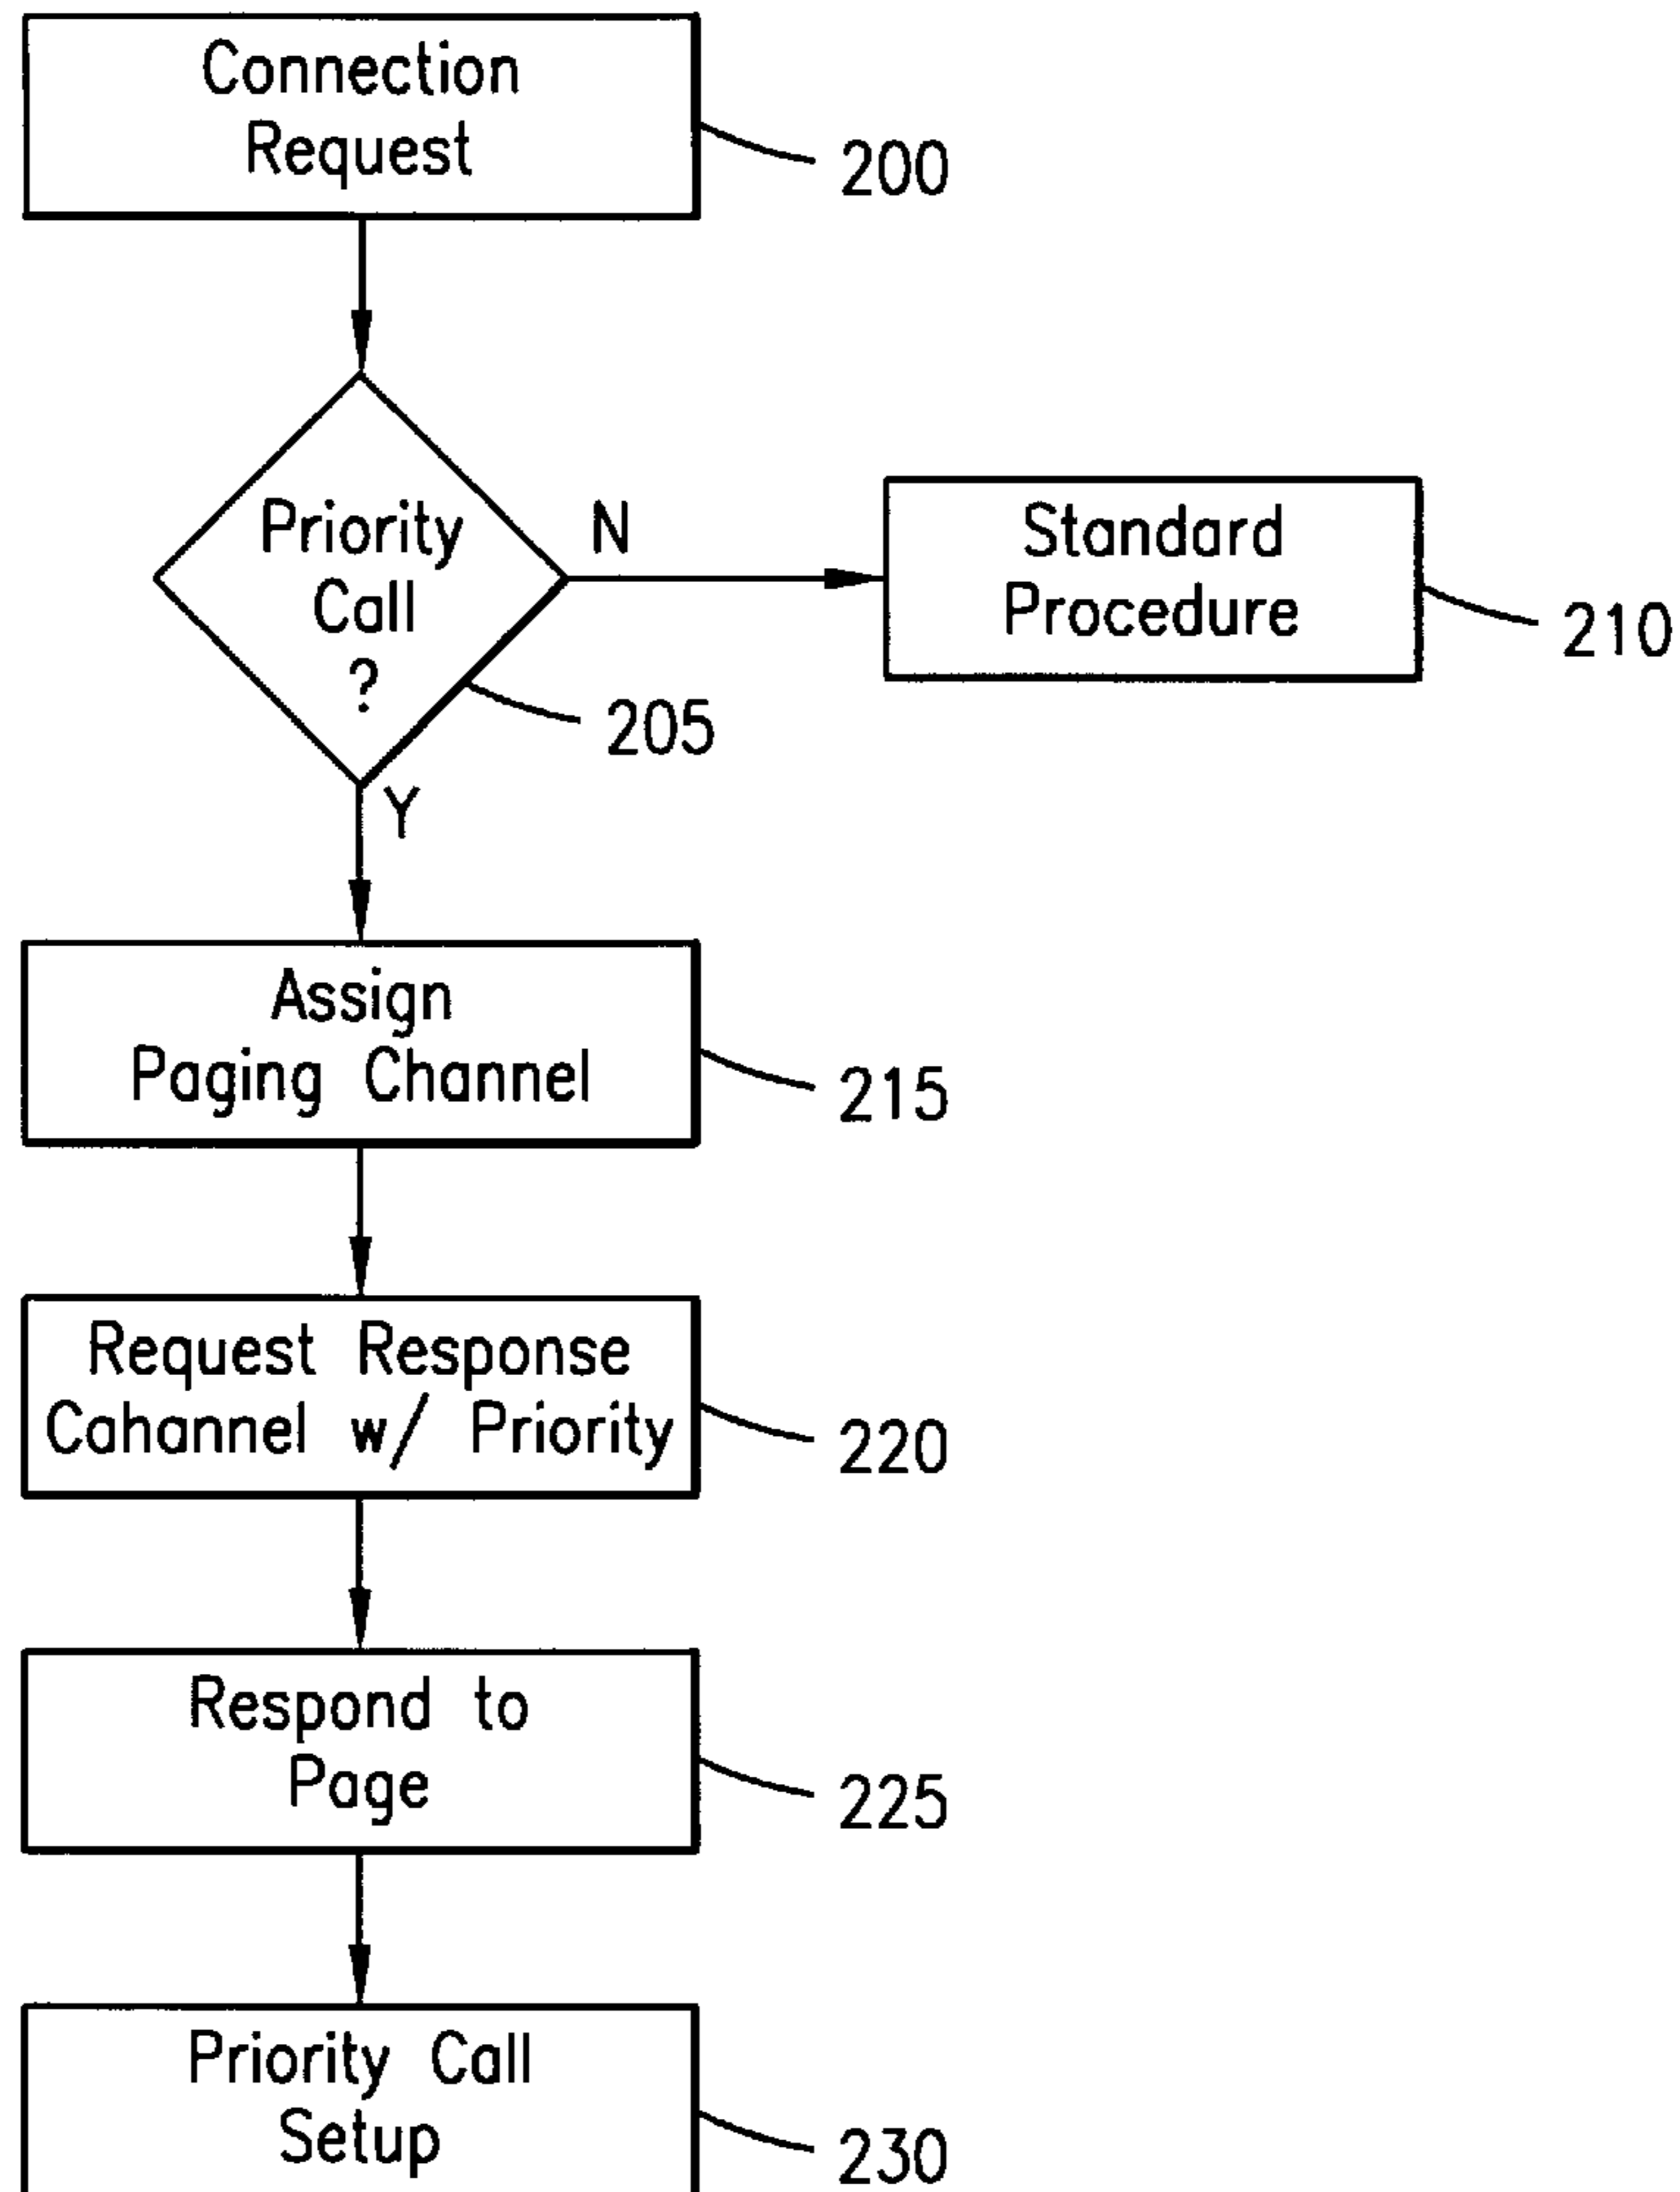 Connection
Request
200
Priority
Call
?
N
205
Y
Standard
Procedure
210
Assign
Paging Channel
215
Request Response
Cahannel w/ Priority
220
Respond to
Page
225
Priority Call
Setup
230